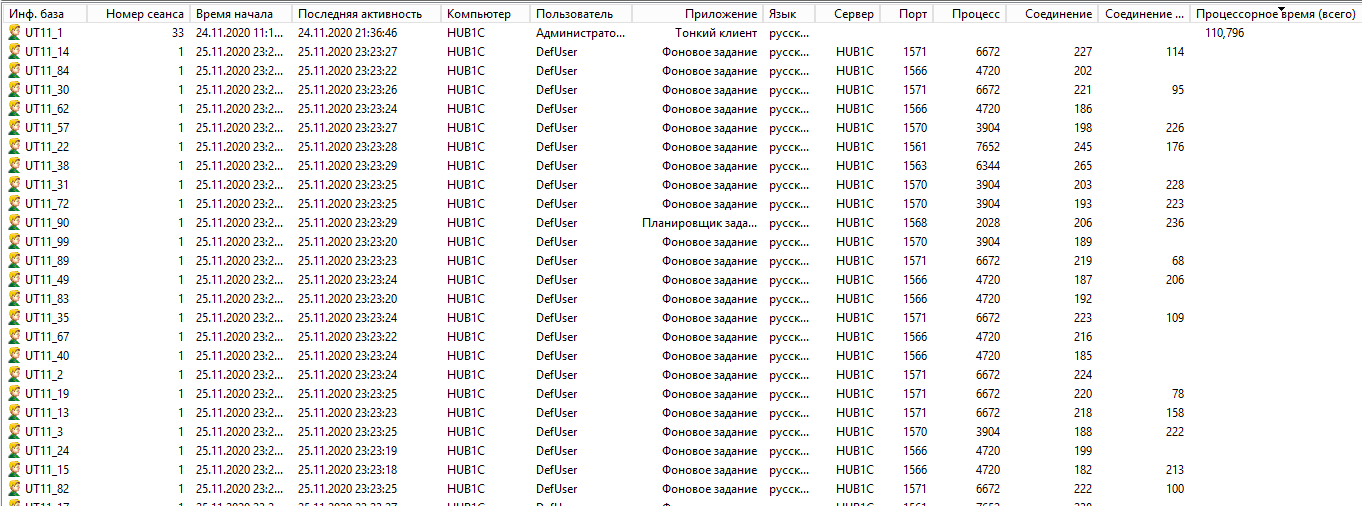 Инф. база Номер сеанса Время начала Последняя активность Компьютер Пользователь Приложение Язык Сервер Порт Процесс Соединение Соединение ... Процессорное время (всего)
UT11_1 33 24.11.2020 11:1... 24.11.2020 21:36:46 HUB1C Администрато... Тонкий клиент русск... 110,796
UT11_14 1 25.11.2020 23:2... 25.11.2020 23:23:27 HUB1C DefUser Фоновое задание русск... HUB1C 1571 6672 227 114
UT11_84 1 25.11.2020 23:2... 25.11.2020 23:23:22 HUB1C DefUser Фоновое задание русск... HUB1C 1566 4720 202
UT11_30 1 25.11.2020 23:2... 25.11.2020 23:23:26 HUB1C DefUser Фоновое задание русск... HUB1C 1571 6672 221 95
UT11_62 1 25.11.2020 23:2... 25.11.2020 23:23:24 HUB1C DefUser Фоновое задание русск... HUB1C 1566 4720 186
UT11_57 1 25.11.2020 23:2... 25.11.2020 23:23:27 HUB1C DefUser Фоновое задание русск... HUB1C 1570 3904 198 226
UT11_22 1 25.11.2020 23:2... 25.11.2020 23:23:28 HUB1C DefUser Фоновое задание русск... HUB1C 1561 7652 245 176
UT11_38 1 25.11.2020 23:2... 25.11.2020 23:23:29 HUB1C DefUser Фоновое задание русск... HUB1C 1563 6344 265
UT11_31 1 25.11.2020 23:2... 25.11.2020 23:23:25 HUB1C DefUser Фоновое задание русск... HUB1C 1570 3904 203 228
UT11_72 1 25.11.2020 23:2... 25.11.2020 23:23:25 HUB1C DefUser Фоновое задание русск... HUB1C 1570 3904 193 223
UT11_90 1 25.11.2020 23:2... 25.11.2020 23:23:29 HUB1C DefUser Планировщик зада... русск... HUB1C 1568 2028 206 236
UT11_99 1 25.11.2020 23:2... 25.11.2020 23:23:20 HUB1C DefUser Фоновое задание русск... HUB1C 1570 3904 189
UT11_89 1 25.11.2020 23:2... 25.11.2020 23:23:23 HUB1C DefUser Фоновое задание русск... HUB1C 1571 6672 219 68
UT11_49 1 25.11.2020 23:2... 25.11.2020 23:23:24 HUB1C DefUser Фоновое задание русск... HUB1C 1566 4720 187 206
UT11_83 1 25.11.2020 23:2... 25.11.2020 23:23:20 HUB1C DefUser Фоновое задание русск... HUB1C 1566 4720 192
UT11_35 1 25.11.2020 23:2... 25.11.2020 23:23:24 HUB1C DefUser Фоновое задание русск... HUB1C 1571 6672 223 109
UT11_67 1 25.11.2020 23:2... 25.11.2020 23:23:22 HUB1C DefUser Фоновое задание русск... HUB1C 1566 4720 216
UT11_40 1 25.11.2020 23:2... 25.11.2020 23:23:24 HUB1C DefUser Фоновое задание русск... HUB1C 1566 4720 185
UT11_2 1 25.11.2020 23:2... 25.11.2020 23:23:24 HUB1C DefUser Фоновое задание русск... HUB1C 1571 6672 224
UT11_19 1 25.11.2020 23:2... 25.11.2020 23:23:25 HUB1C DefUser Фоновое задание русск... HUB1C 1571 6672 220 78
UT11_13 1 25.11.2020 23:2... 25.11.2020 23:23:23 HUB1C DefUser Фоновое задание русск... HUB1C 1571 6672 218 158
UT11_3 1 25.11.2020 23:2... 25.11.2020 23:23:25 HUB1C DefUser Фоновое задание русск... HUB1C 1570 3904 188 222
UT11_24 1 25.11.2020 23:2... 25.11.2020 23:23:19 HUB1C DefUser Фоновое задание русск... HUB1C 1566 4720 199
UT11_15 1 25.11.2020 23:2... 25.11.2020 23:23:18 HUB1C DefUser Фоновое задание русск... HUB1C 1566 4720 182 213
UT11_82 1 25.11.2020 23:2... 25.11.2020 23:23:25 HUB1C DefUser Фоновое задание русск... HUB1C 1571 6672 222 100